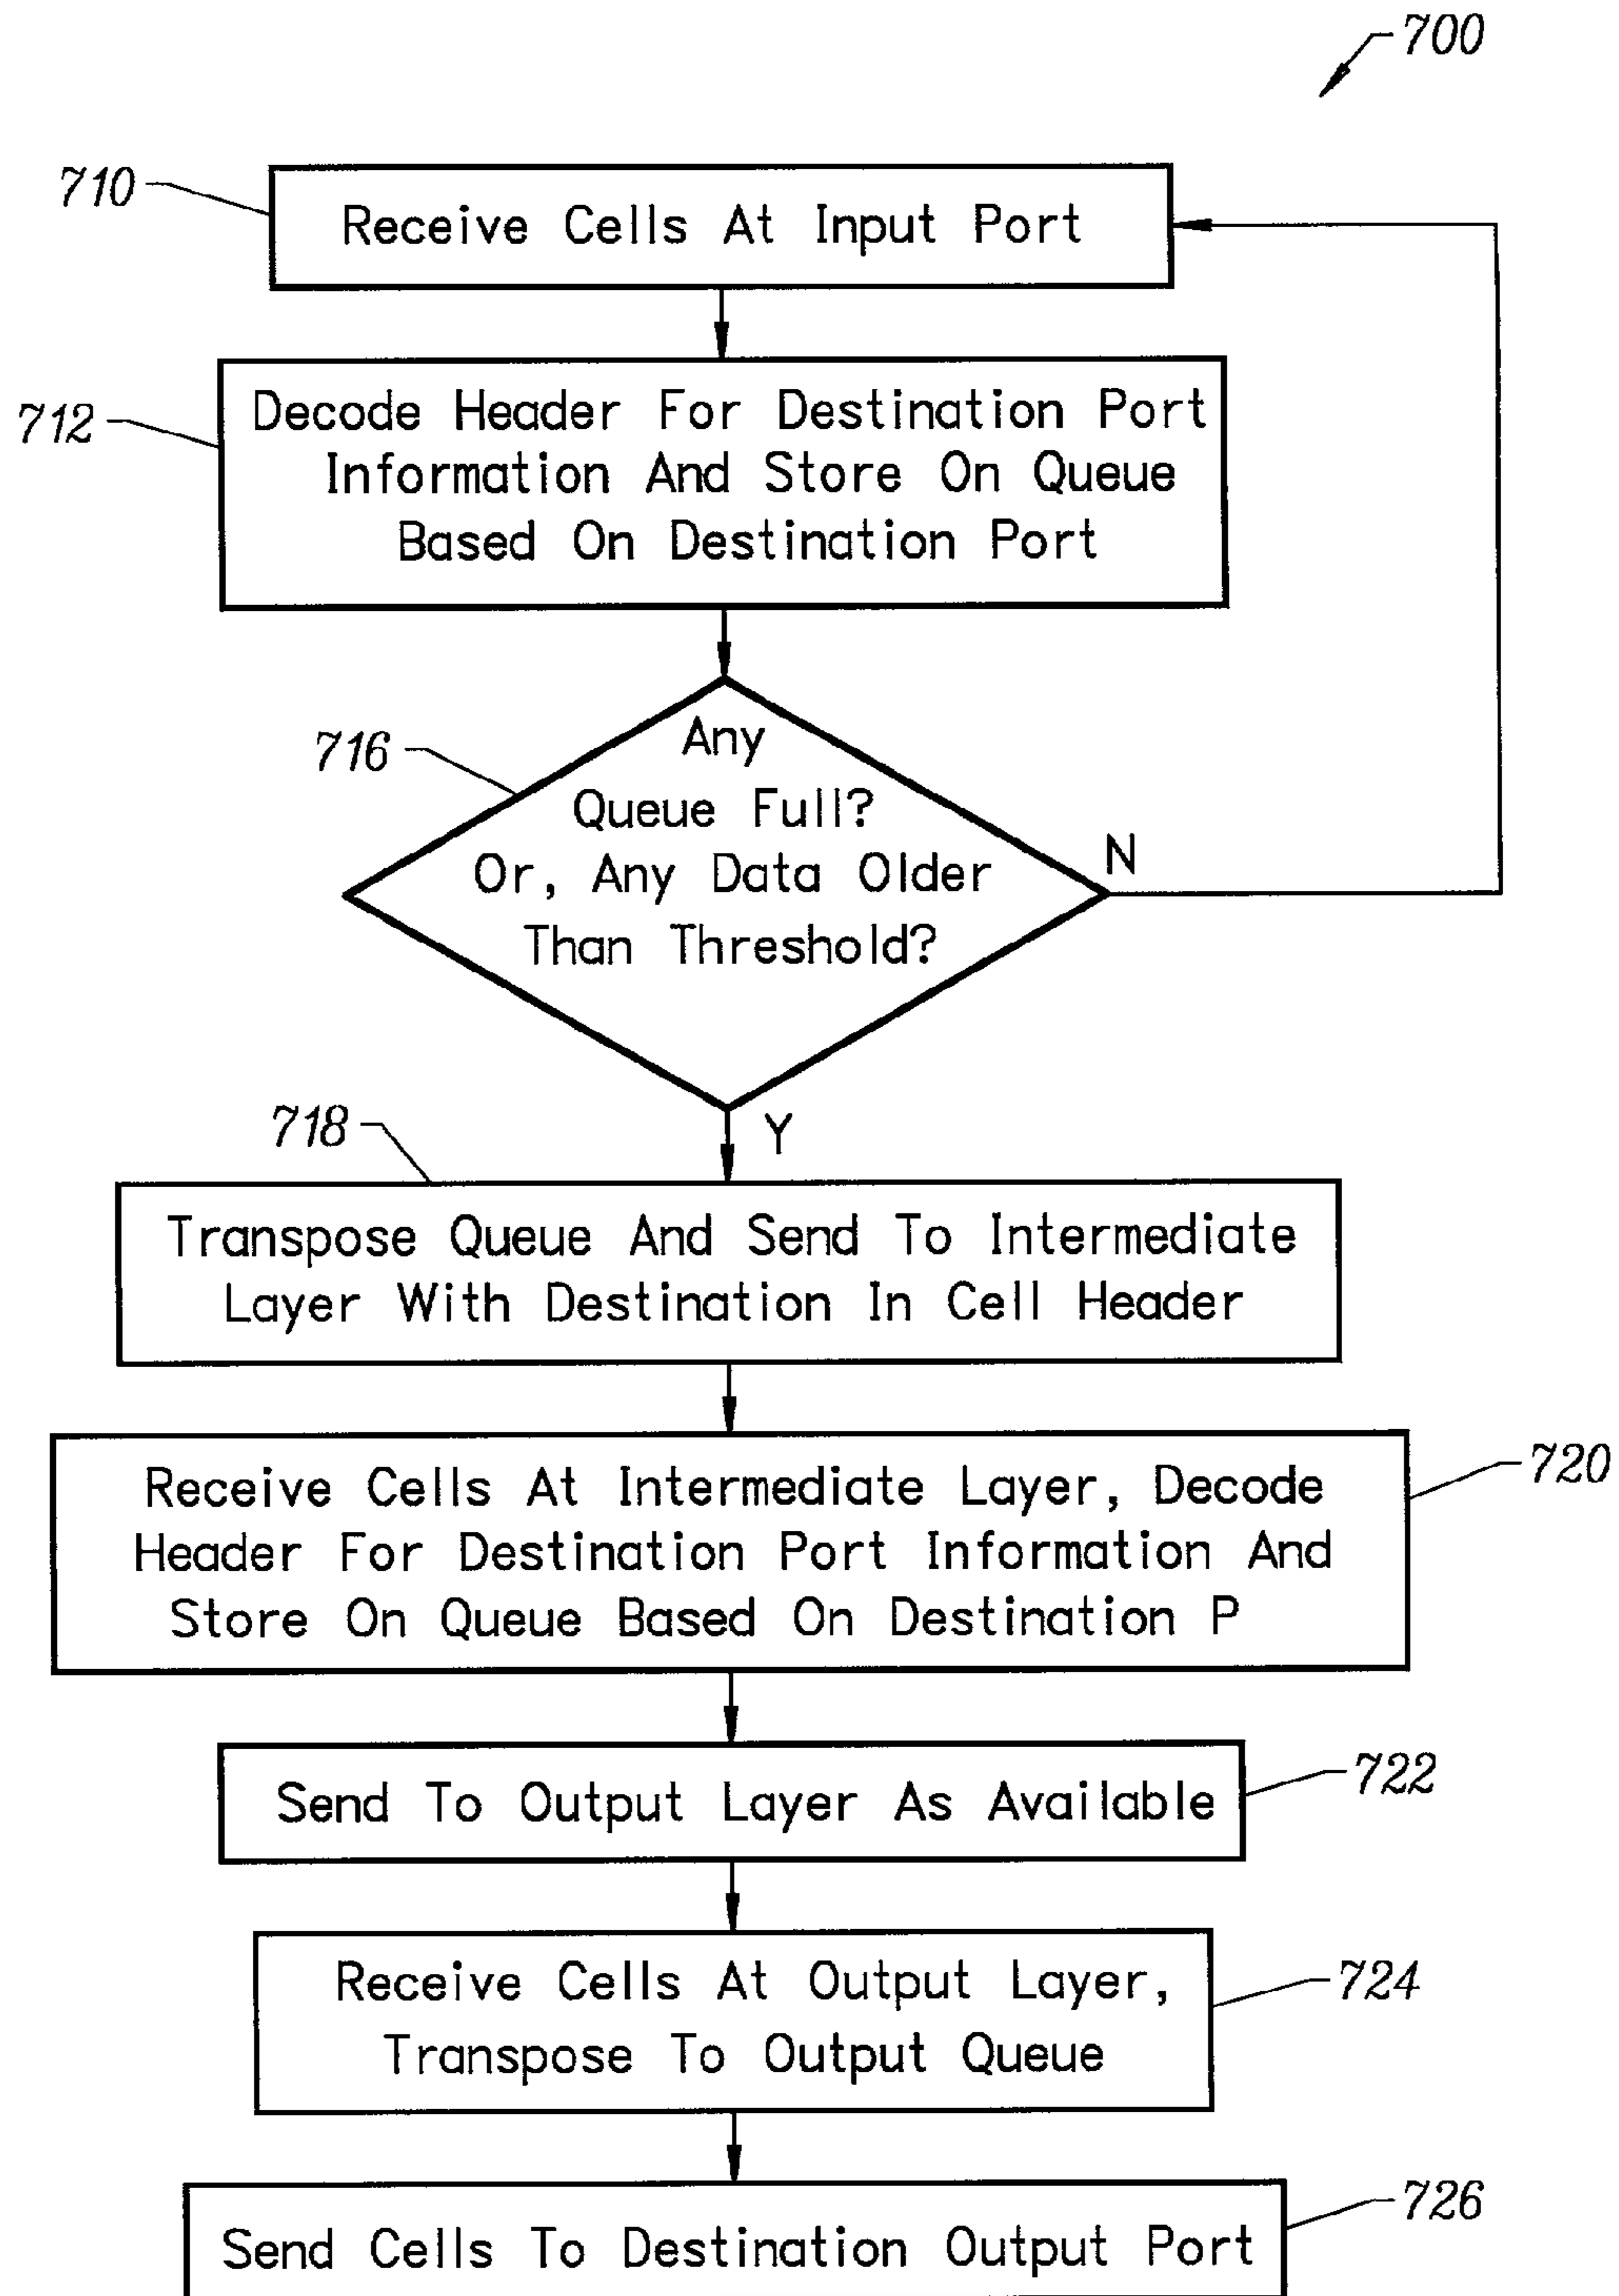 700
710
Receive Cells At Input Port
712
Decode Header For Destination Port
Information And Store On Queue
Based On Destination Port
716
Any
Queue Full?
Or, Any Data Older
Than Threshold?
N
Y
718
Transpose Queue And Send To Intermediate
Layer With Destination In Cell Header
720
Receive Cells At Intermediate Layer, Decode
Header For Destination Port Information And
Store On Queue Based On Destination P
722
Send To Output Layer As Available
724
Receive Cells At Output Layer,
Transpose To Output Queue
726
Send Cells To Destination Output Port